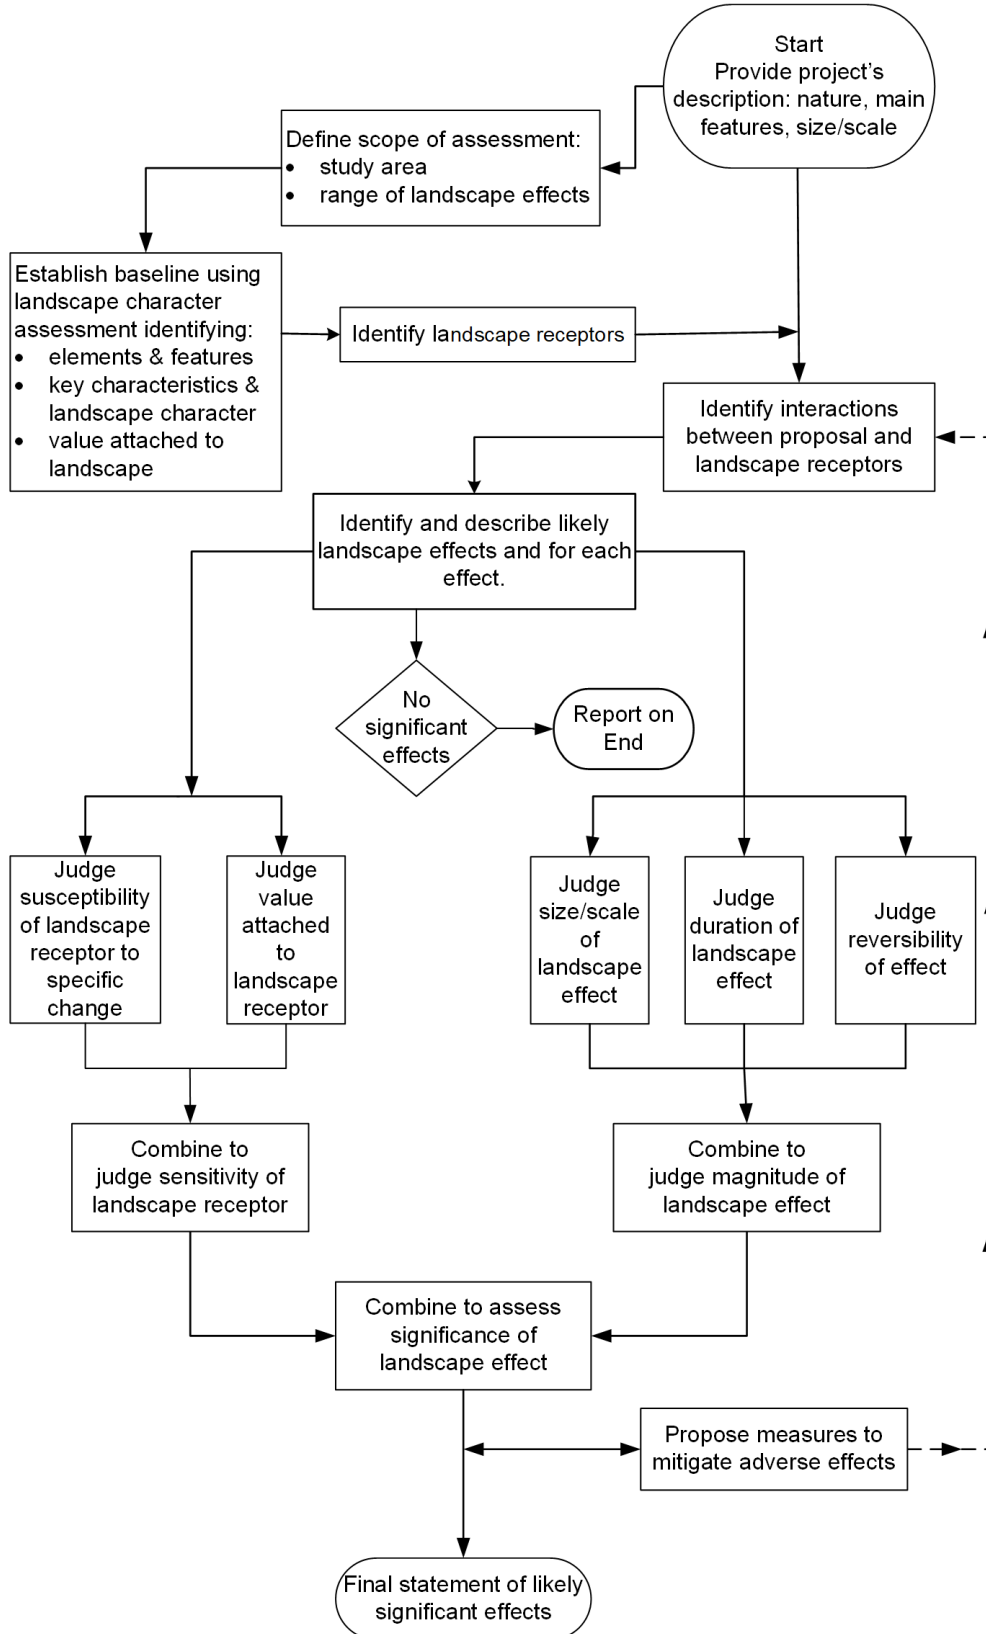 Start
Provide project’s
description: nature, main
features, size/scale
Define scope of assessment:
• study area
• range of landscape effects
Establish baseline using
landscape character
assessment identifying:
• elements & features
• key characteristics &
landscape character
• value attached to
landscape
Identify landscape receptors
Identify interactions
between proposal and
landscape receptors
Identify and describe likely
landscape effects and for each
effect.
No
significant
effects
Report on
End
Judge
susceptibility
of landscape
receptor to
specific
change
Judge
value
attached
to
landscape
receptor
Judge
size/scale
of
landscape
effect
Judge
duration of
landscape
effect
Judge
reversibility
of effect
Combine to
judge sensitivity of
landscape receptor
Combine to
judge magnitude of
landscape effect
Combine to assess
significance of
landscape effect
Propose measures to
mitigate adverse effects
Final statement of likely
significant effects